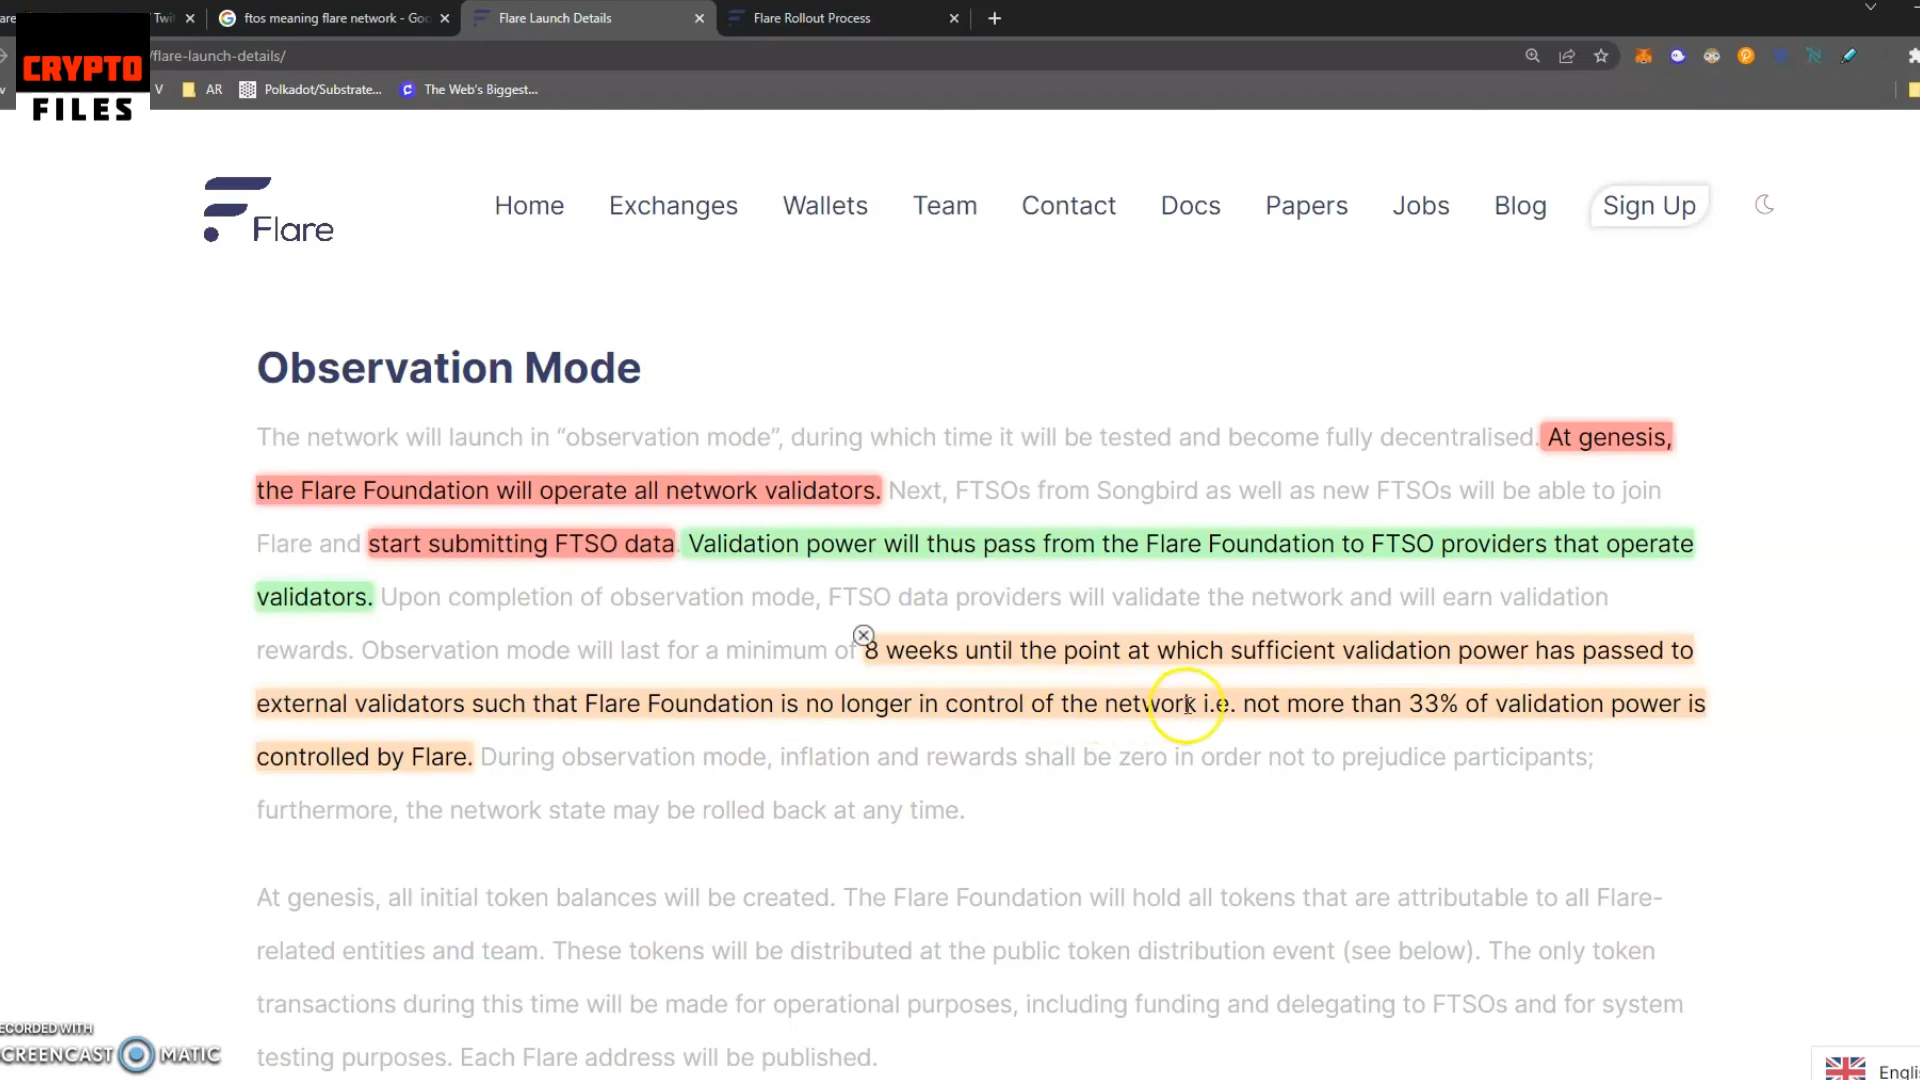 Twit
ftos meaning flare network - Goo
Flare Launch Details
Flare Rollout Process
CRYPTO
FILES
/flare-launch-details/
V
AR
Polkadot/Substrate...
The Web's Biggest...
Flare
Home
Exchanges
Wallets
Team
Contact
Docs
Papers
Jobs
Blog
Sign Up
Observation Mode
The network will launch in “observation mode”, during which time it will be tested and become fully decentralised. At genesis,
the Flare Foundation will operate all network validators. Next, FTSOs from Songbird as well as new FTSOs will be able to join
Flare and start submitting FTSO data. Validation power will thus pass from the Flare Foundation to FTSO providers that operate
validators. Upon completion of observation mode, FTSO data providers will validate the network and will earn validation
rewards. Observation mode will last for a minimum of 8 weeks until the point at which sufficient validation power has passed to
external validators such that Flare Foundation is no longer in control of the network i.e. not more than 33% of validation power is
controlled by Flare. During observation mode, inflation and rewards shall be zero in order not to prejudice participants;
furthermore, the network state may be rolled back at any time.
At genesis, all initial token balances will be created. The Flare Foundation will hold all tokens that are attributable to all Flare-
related entities and team. These tokens will be distributed at the public token distribution event (see below). The only token
transactions during this time will be made for operational purposes, including funding and delegating to FTSOs and for system
testing purposes. Each Flare address will be published.
ECORDED WITH
CREENCAST MATIC
Engli